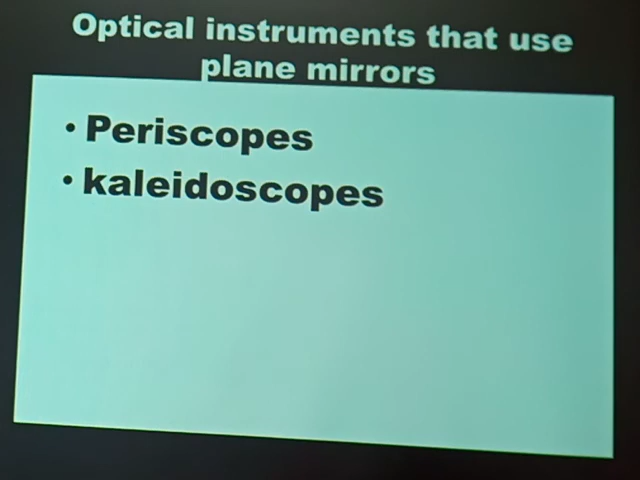 Optical instruments that use
plane mirrors
• Periscopes
• kaleidoscopes